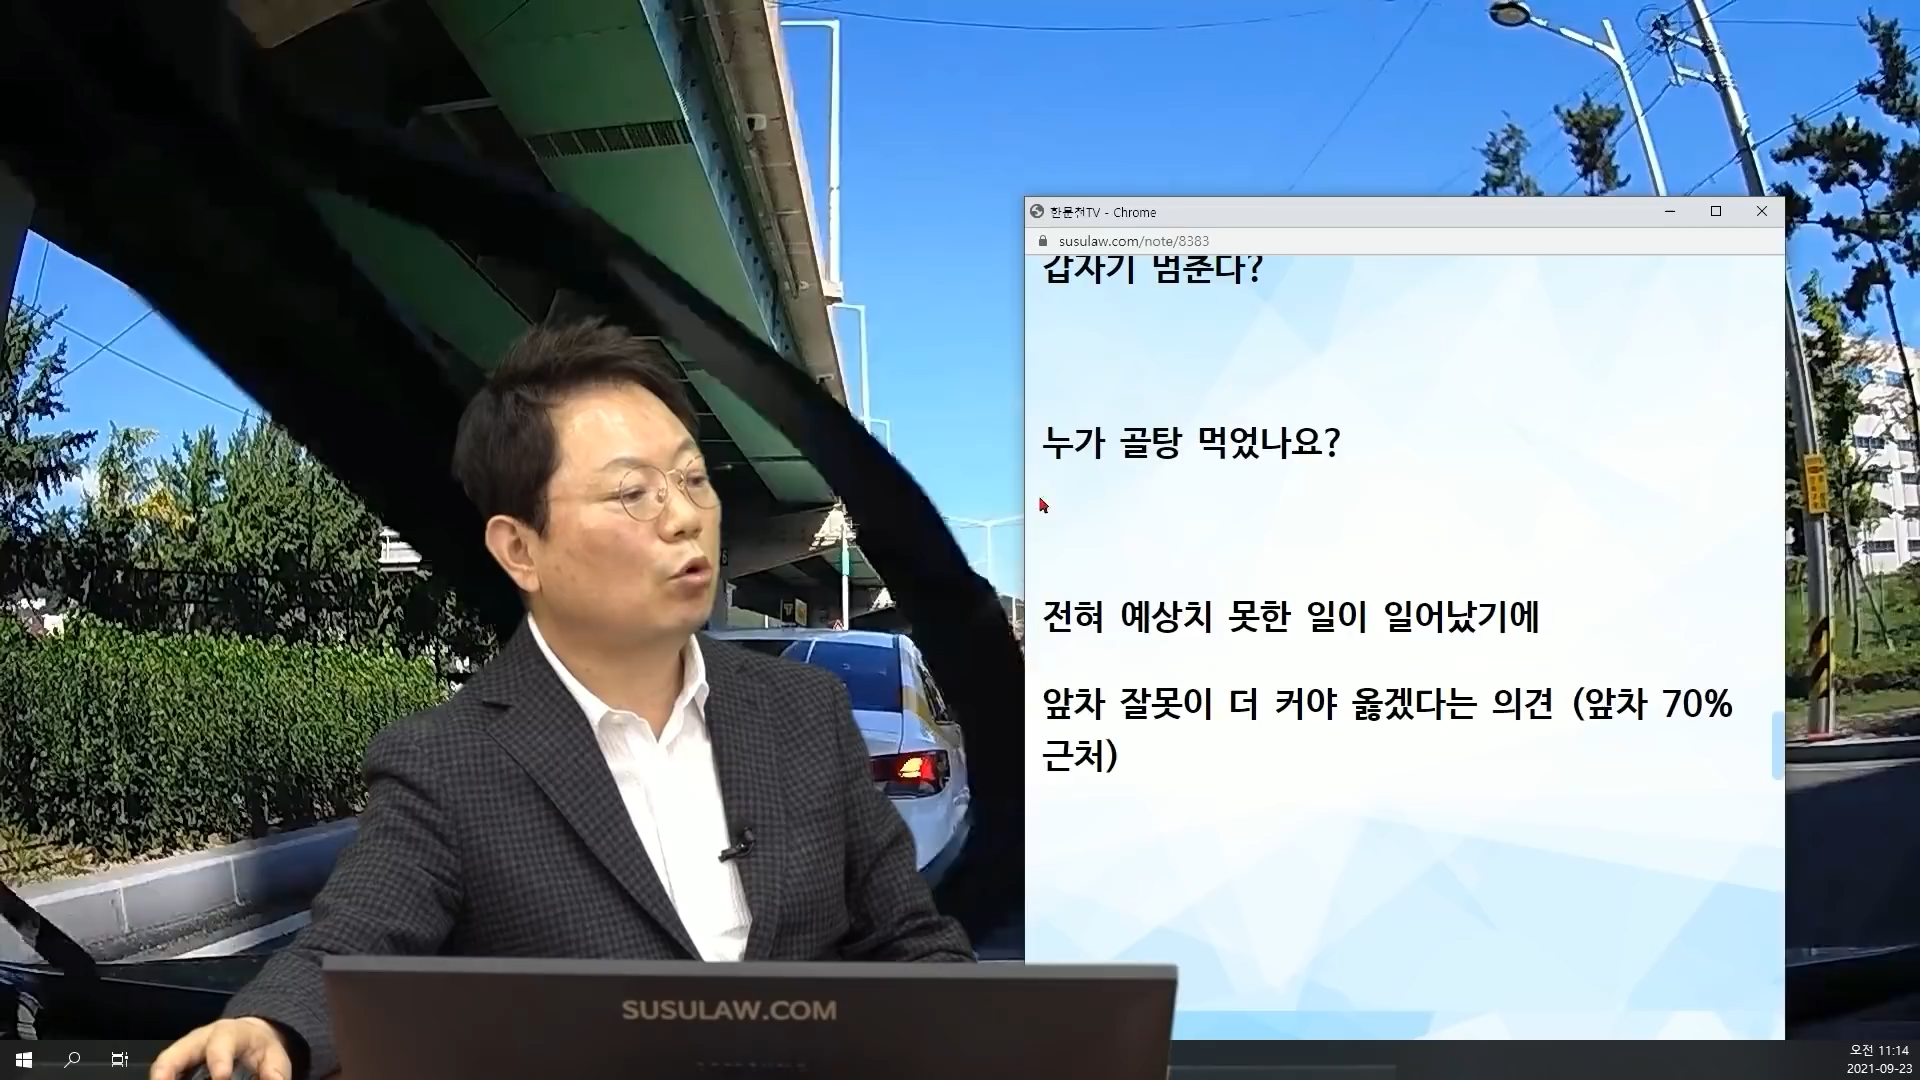 한문철TV - Chrome
susulaw.com/note/8383
갑자기 멈춘다?
누가 골탕 먹었나요?
전혀 예상치 못한 일이 일어났기에
앞차 잘못이 더 커야 옳겠다는 의견 (앞차 70%
근처)
SUSULAW.COM
오전 11:14
2021-09-23